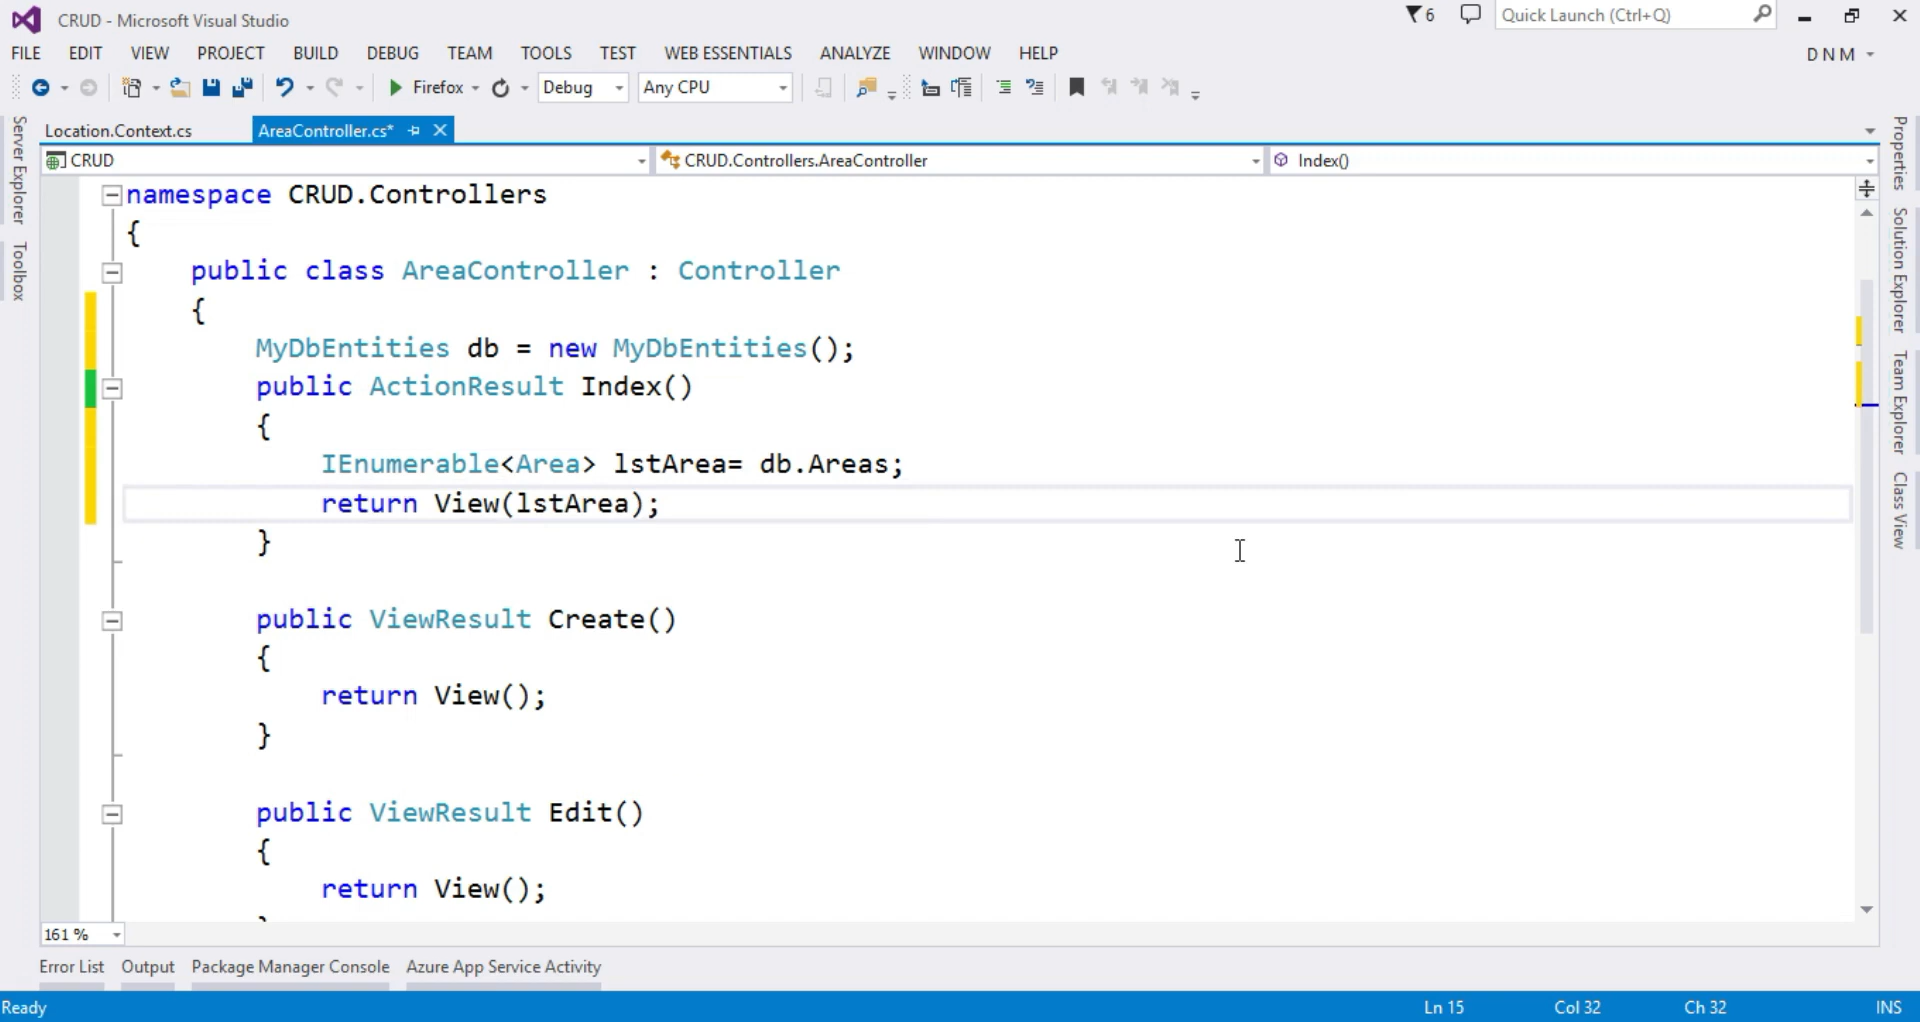 CRUD - Microsoft Visual Studio
6
Quick Launch (Ctrl+Q)
FILE EDIT VIEW PROJECT BUILD DEBUG TEAM TOOLS TEST WEB ESSENTIALS ANALYZE WINDOW HELP
D N M
Firefox Debug Any CPU
Server Explorer
Toolbox
Location.Context.cs AreaController.cs*
CRUD CRUD.Controllers.AreaController Index()
namespace CRUD.Controllers
{
public class AreaController : Controller
{
MyDbEntities db = new MyDbEntities();
public ActionResult Index()
{
IEnumerable<Area> lstArea= db.Areas;
return View(lstArea);
}
public ViewResult Create()
{
return View();
}
public ViewResult Edit()
{
return View();
161 %
Properties
Solution Explorer
Team Explorer
Class View
Error List Output Package Manager Console Azure App Service Activity
Ready Ln 15 Col 32 Ch 32 INS